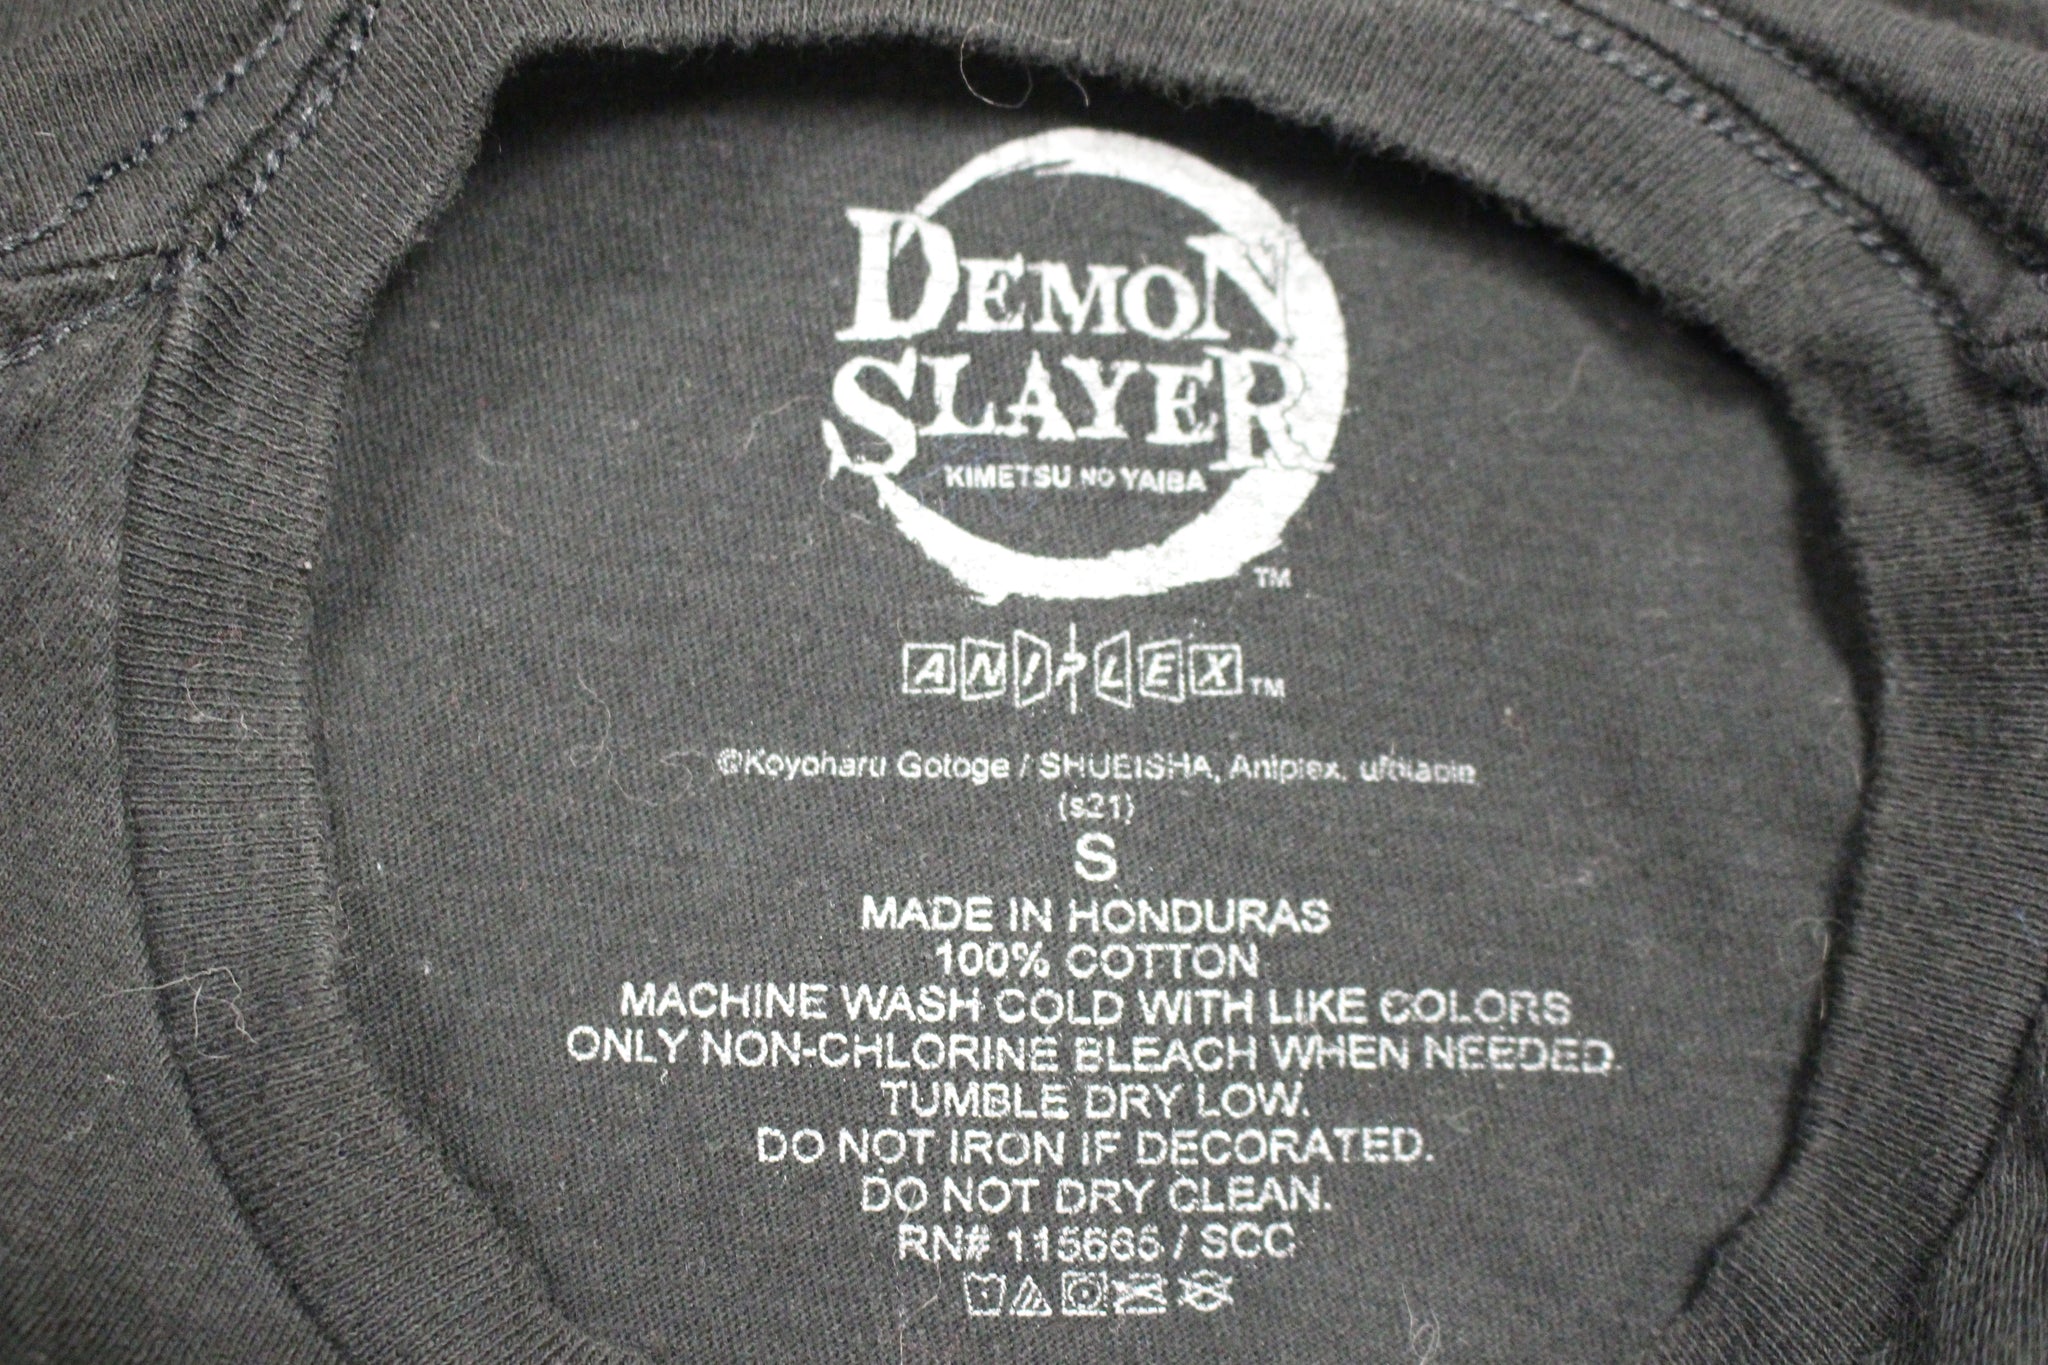 DEMON
SLAYER
KIMETSU NO YAIBA
TM
ANIPLEX TM
©Koyoharu Gotoge / SHUEISHA, Aniplex, ufotable
(s21)
S
MADE IN HONDURAS
100% COTTON
MACHINE WASH COLD WITH LIKE COLORS
ONLY NON-CHLORINE BLEACH WHEN NEEDED.
TUMBLE DRY LOW.
DO NOT IRON IF DECORATED.
DO NOT DRY CLEAN.
RN# 115665 / SCC